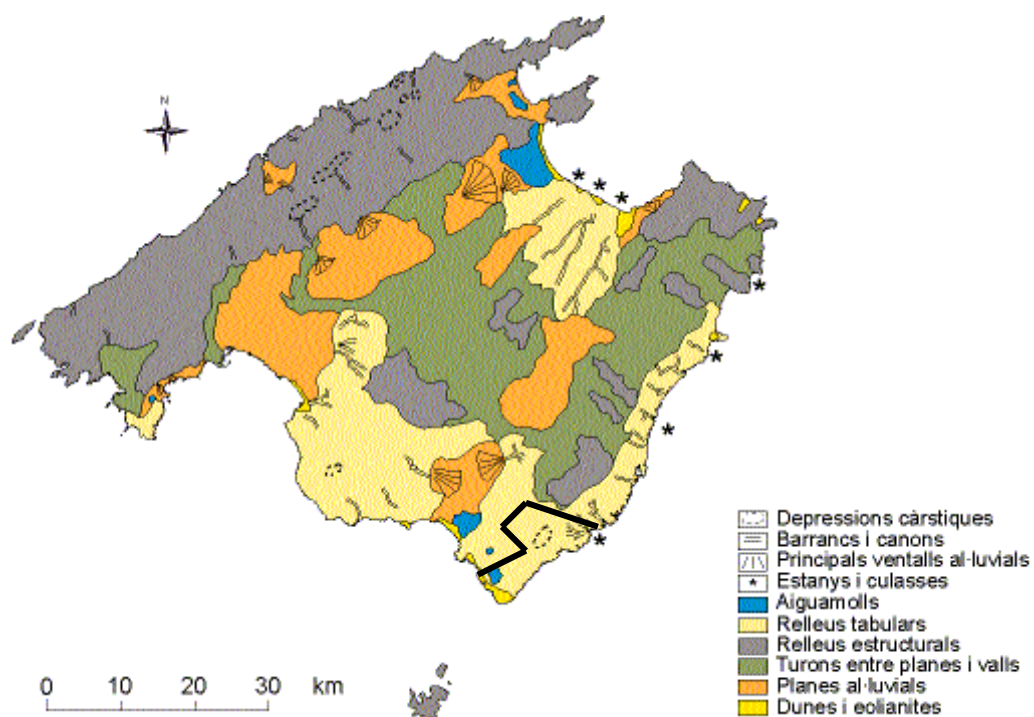 N
Depressions càrstiques
Barrancs i canons
Principals ventalls al·luvials
Estanys i culasses
Aiguamolls
Relleus tabulars
Relleus estructurals
Turons entre planes i valls
Planes al·luvials
Dunes i eolianites
0 10 20 30 km